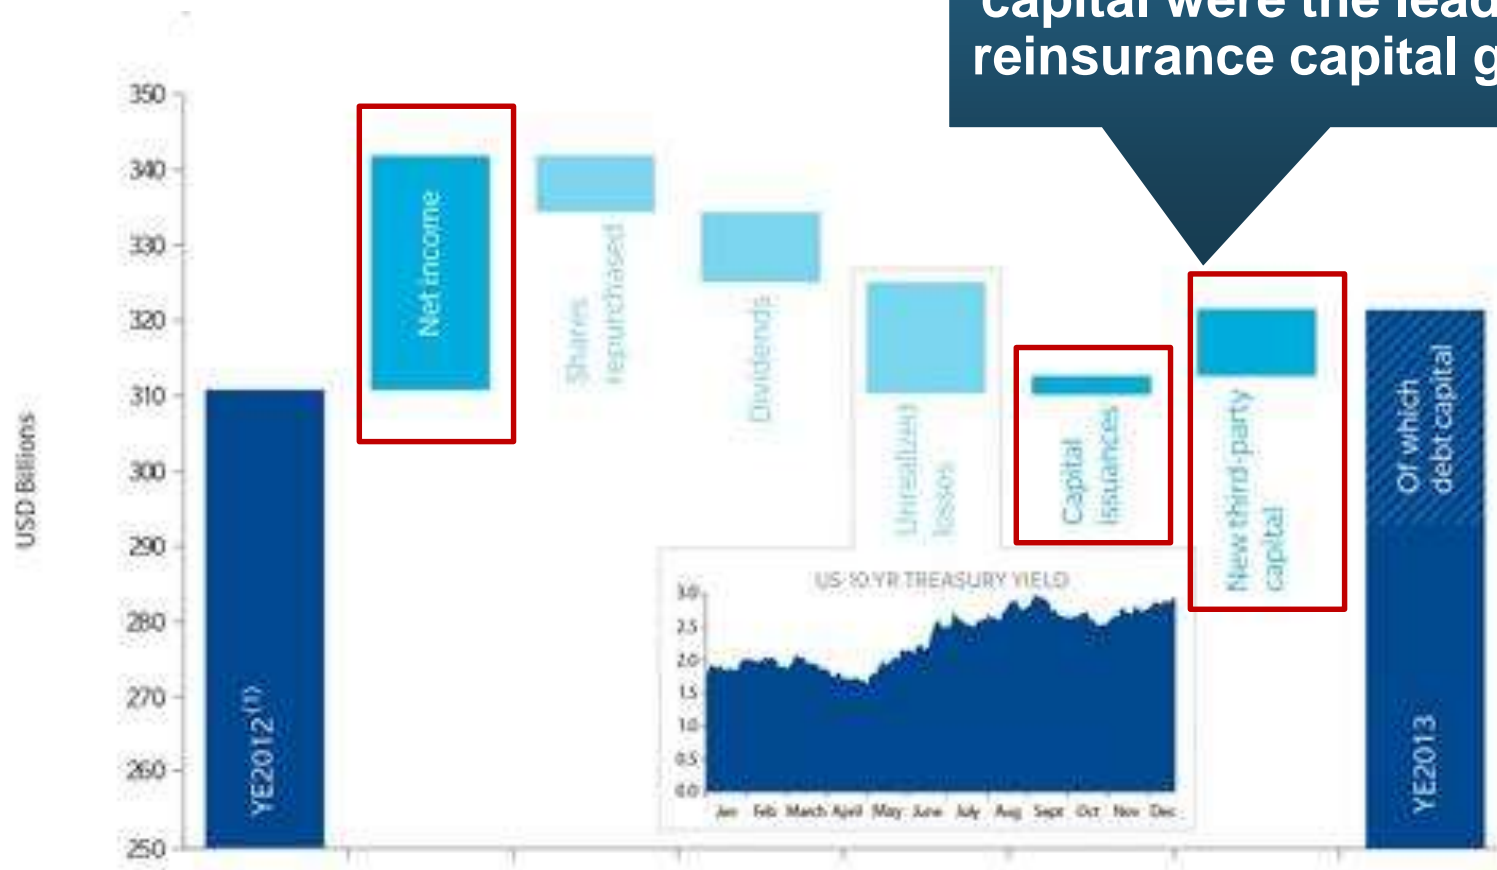 capital were the lead
reinsurance capital g
350
340
330
320
310
300
290
280
270
260
250
USD Billions
YE2012(1)
Net income
Shares
repurchased
Dividends
Unrealized
losses
Capital
issuances
New third-party
capital
Of which
debt capital
YE2013
US 10 YR TREASURY YIELD
3.0
2.5
2.0
1.5
1.0
0.5
0.0
Jan Feb March April May June July Aug Sept Oct Nov Dec